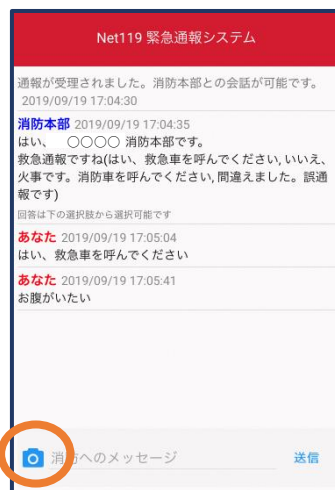 Net119 緊急通報システム
通報が受理されました。消防本部との会話が可能です。
2019/09/19 17:04:30
消防本部 2019/09/19 17:04:35
はい、 〇〇〇〇 消防本部です。
救急通報ですね(はい、救急車を呼んでください, いいえ、
火事です。消防車を呼んでください, 間違えました。誤通
報です)
回答は下の選択肢から選択可能です
あなた 2019/09/19 17:05:04
はい、救急車を呼んでください
あなた 2019/09/19 17:05:41
お腹がいたい
消防へのメッセージ 送信